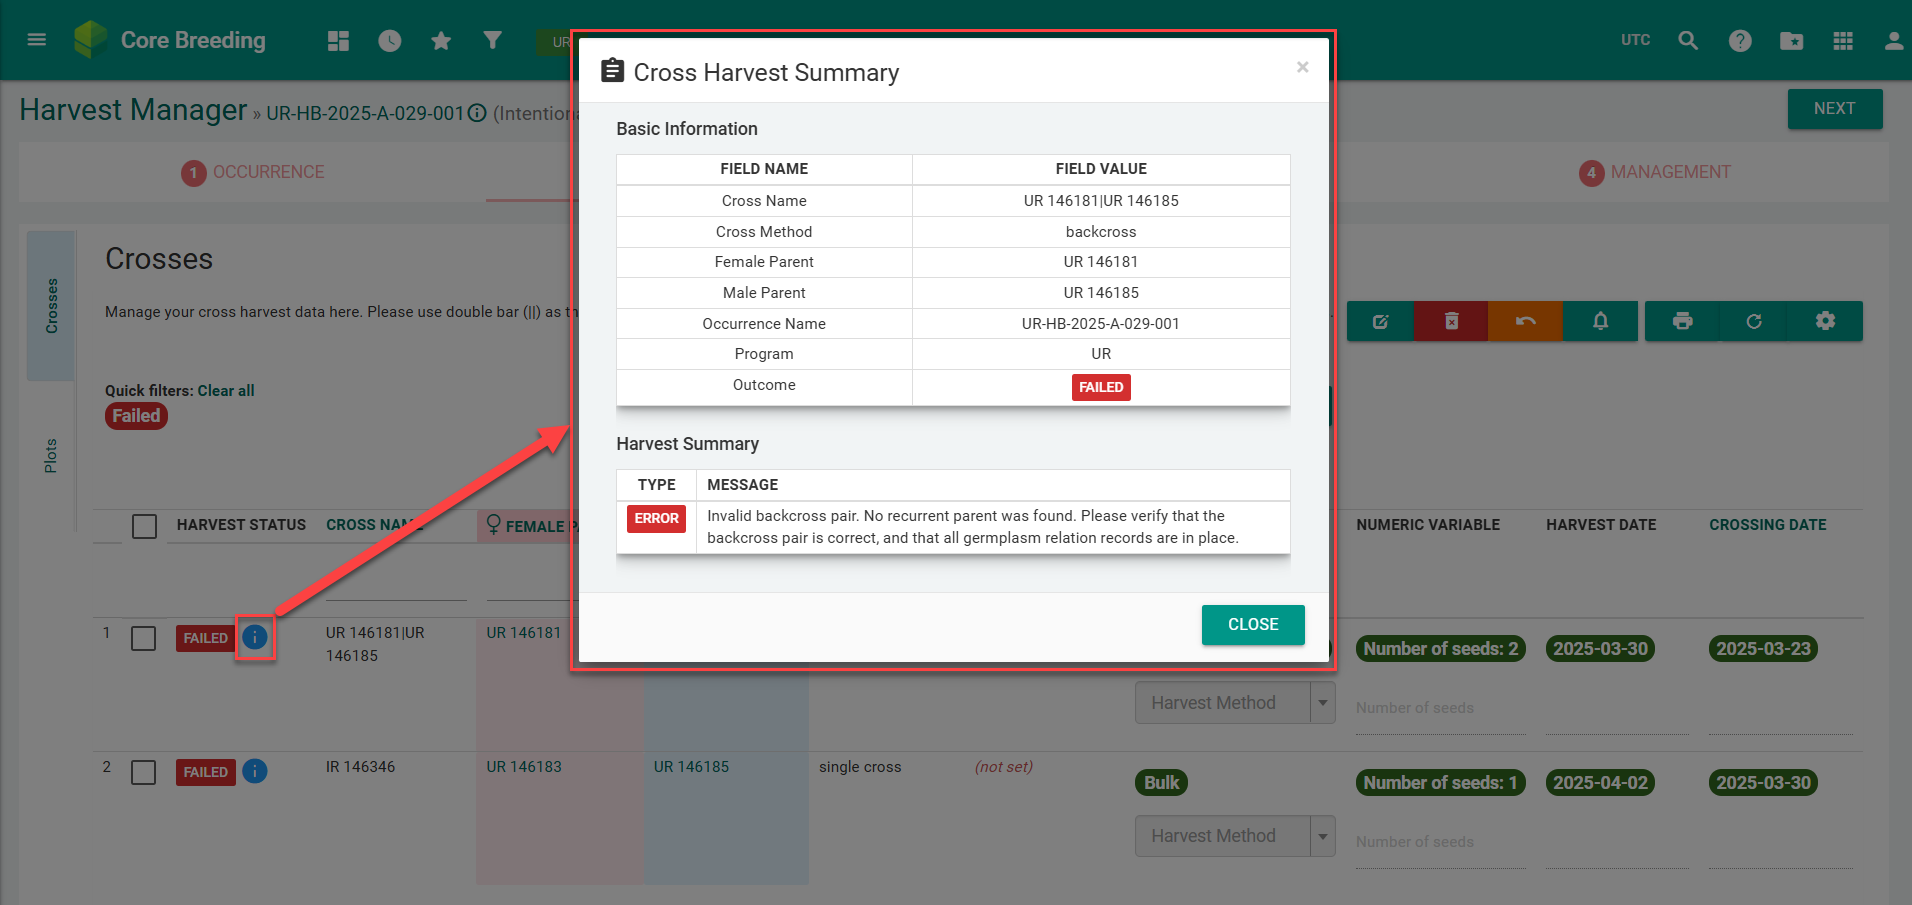 Core Breeding
UR
UTC
Harvest Manager » UR-HB-2025-A-029-001 (Intentiona
NEXT
1 OCCURRENCE
4 MANAGEMENT
Crosses
Plots
Crosses
Manage your cross harvest data here. Please use double bar (||) as th
Quick filters: Clear all
Failed
Cross Harvest Summary
×
Basic Information
FIELD NAME FIELD VALUE
Cross Name UR 146181|UR 146185
Cross Method backcross
Female Parent UR 146181
Male Parent UR 146185
Occurrence Name UR-HB-2025-A-029-001
Program UR
Outcome FAILED
Harvest Summary
TYPE MESSAGE
ERROR Invalid backcross pair. No recurrent parent was found. Please verify that the
backcross pair is correct, and that all germplasm relation records are in place.
CLOSE
HARVEST STATUS CROSS NAME FEMALE PA NUMERIC VARIABLE HARVEST DATE CROSSING DATE
1 FAILED UR 146181|UR UR 146181 Number of seeds: 2 2025-03-30 2025-03-23
146185
Harvest Method Number of seeds
2 FAILED IR 146346 UR 146183 UR 146185 single cross (not set) Bulk Number of seeds: 1 2025-04-02 2025-03-30
Harvest Method Number of seeds